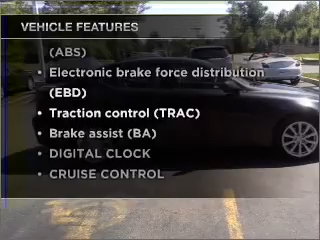 VEHICLE FEATURES
(ABS)
• Electronic brake force distribution
(EBD)
• Traction control (TRAC)
• Brake assist (BA)
• DIGITAL CLOCK
• CRUISE CONTROL